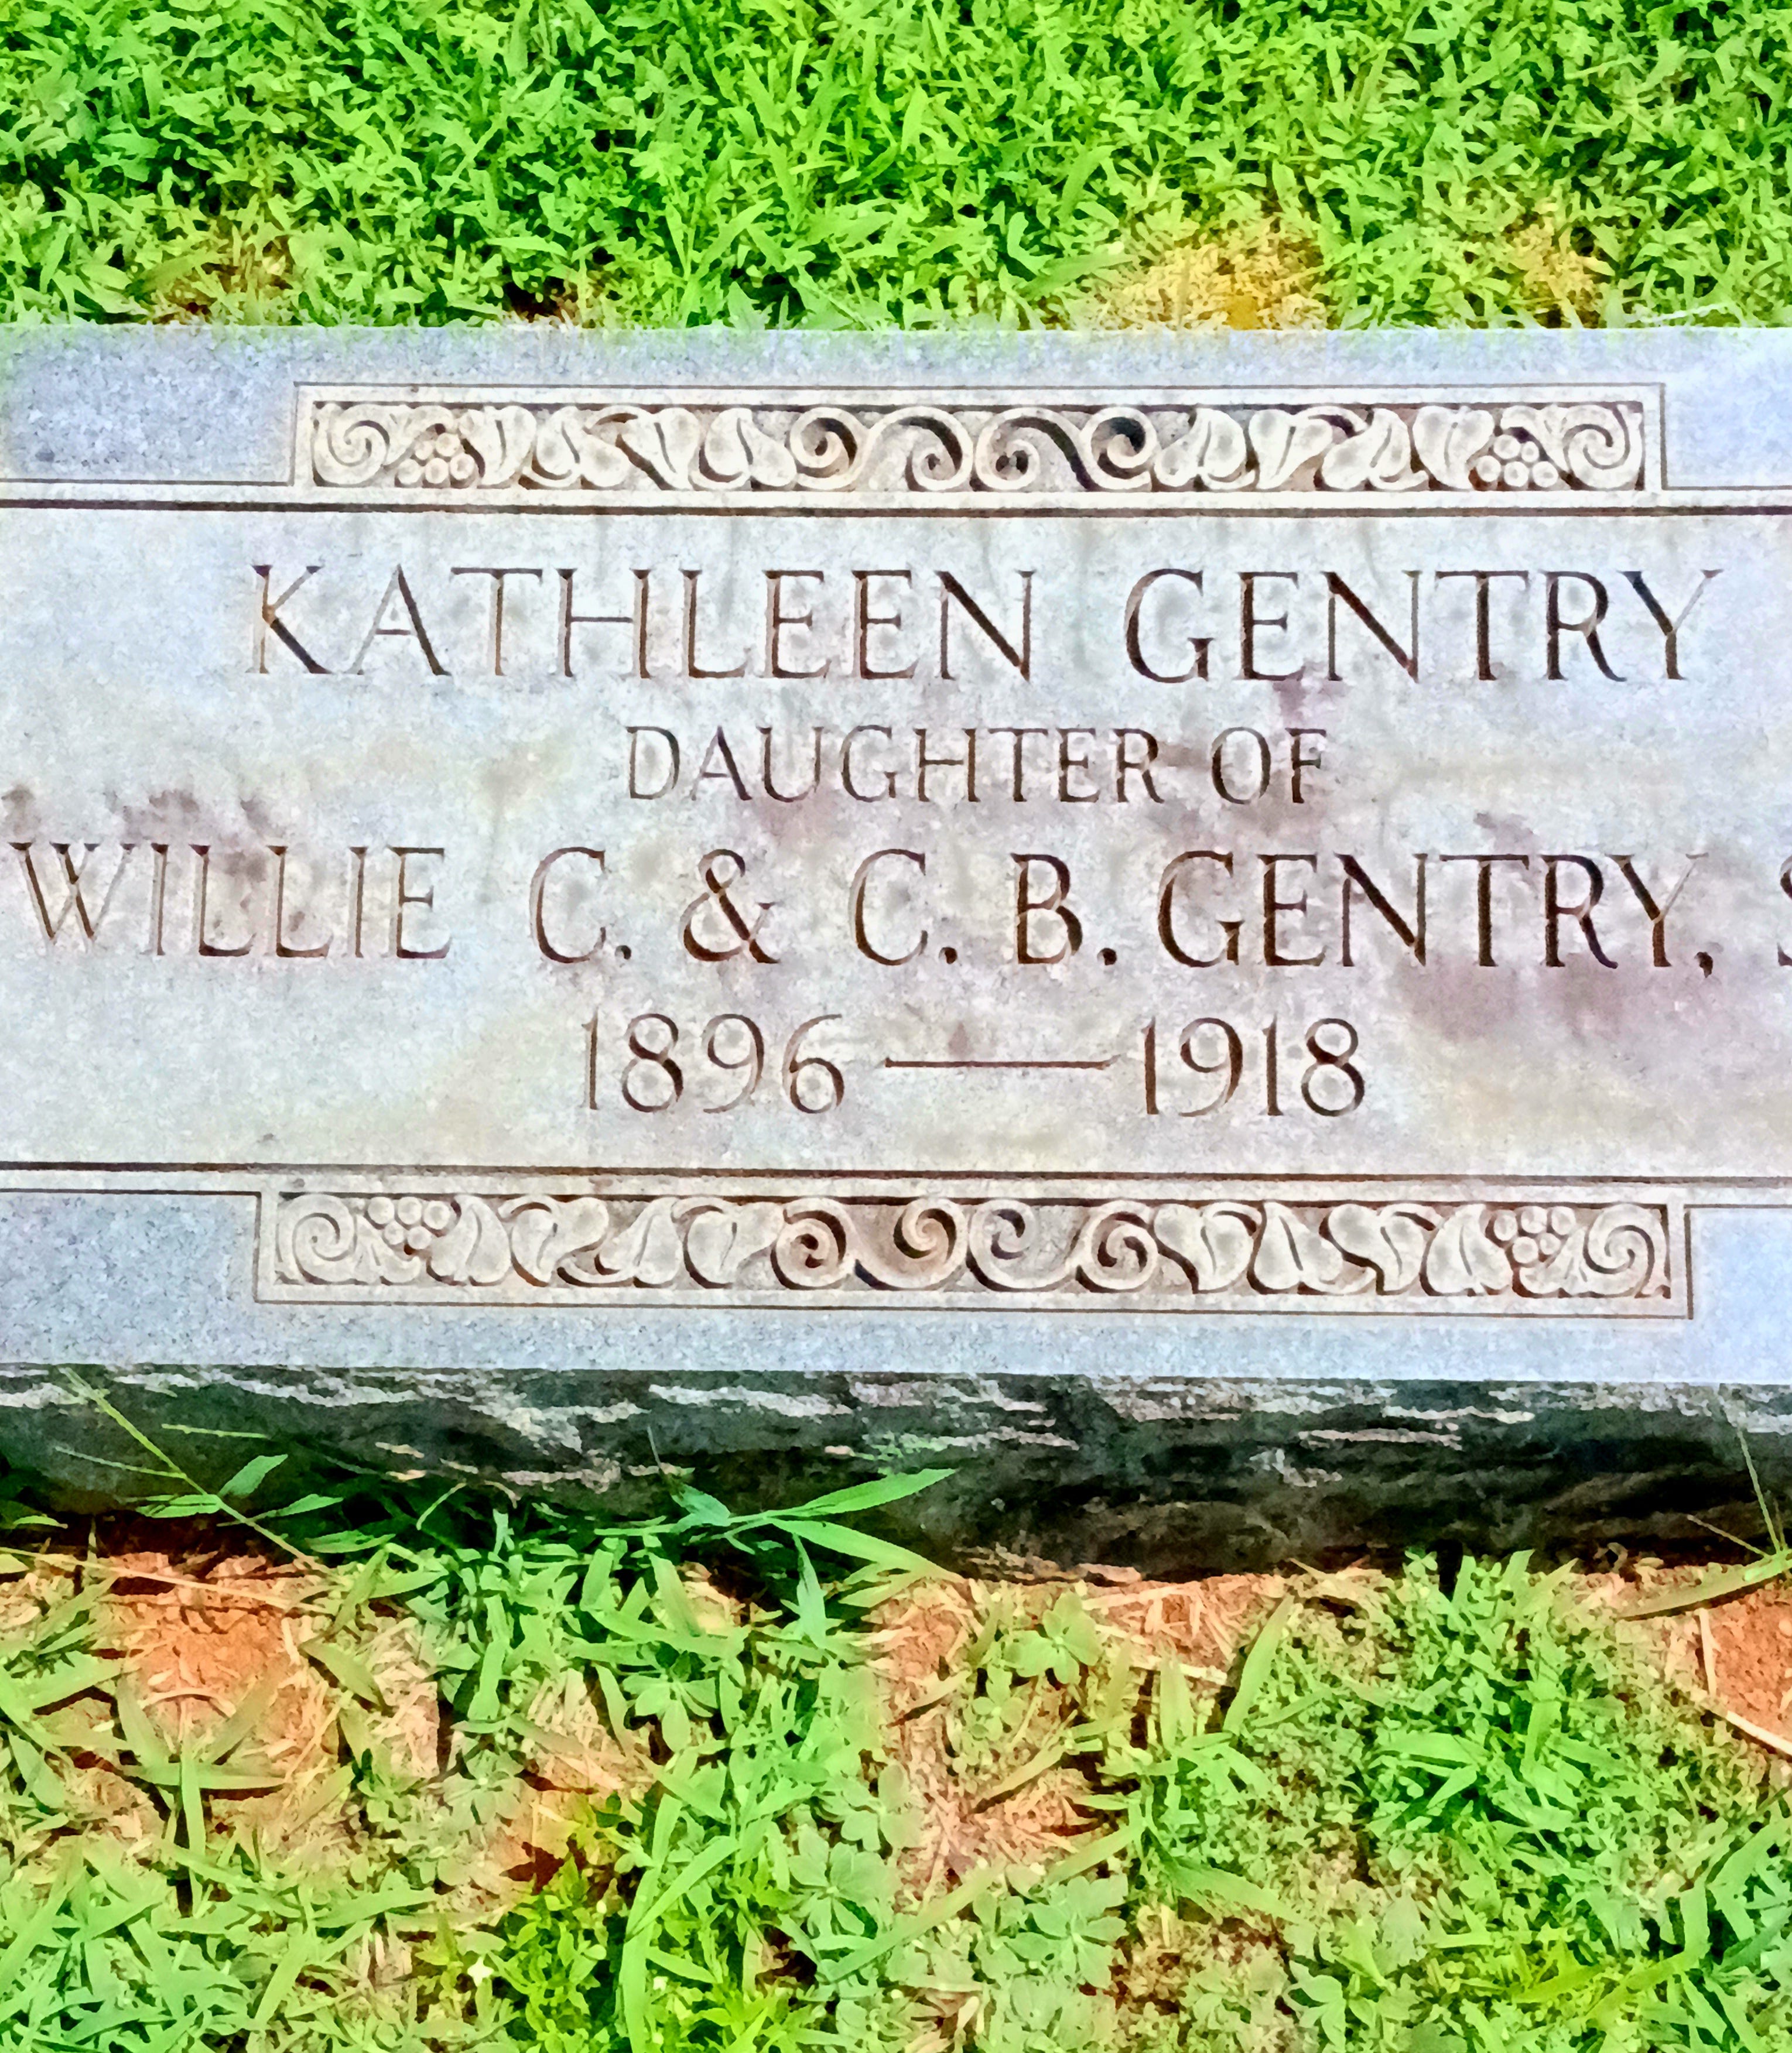 KATHLEEN GENTRY
DAUGHTER OF
WILLIE C. & C. B. GENTRY,
1896—1918